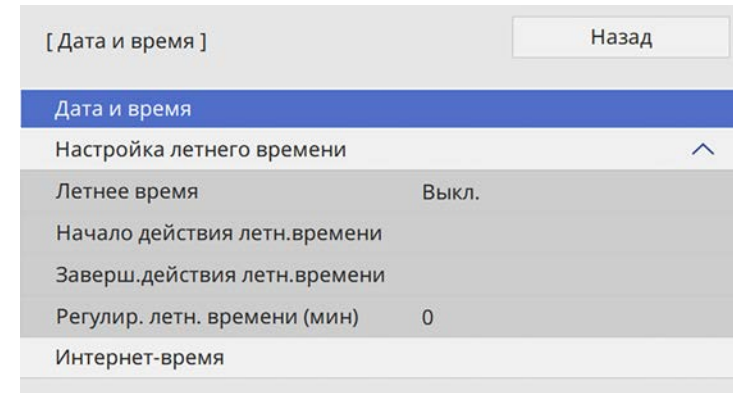 [ Дата и время ]
Назад
Дата и время
Настройка летнего времени
Летнее время Выкл.
Начало действия летн.времени
Заверш.действия летн.времени
Регулир. летн. времени (мин) 0
Интернет-время